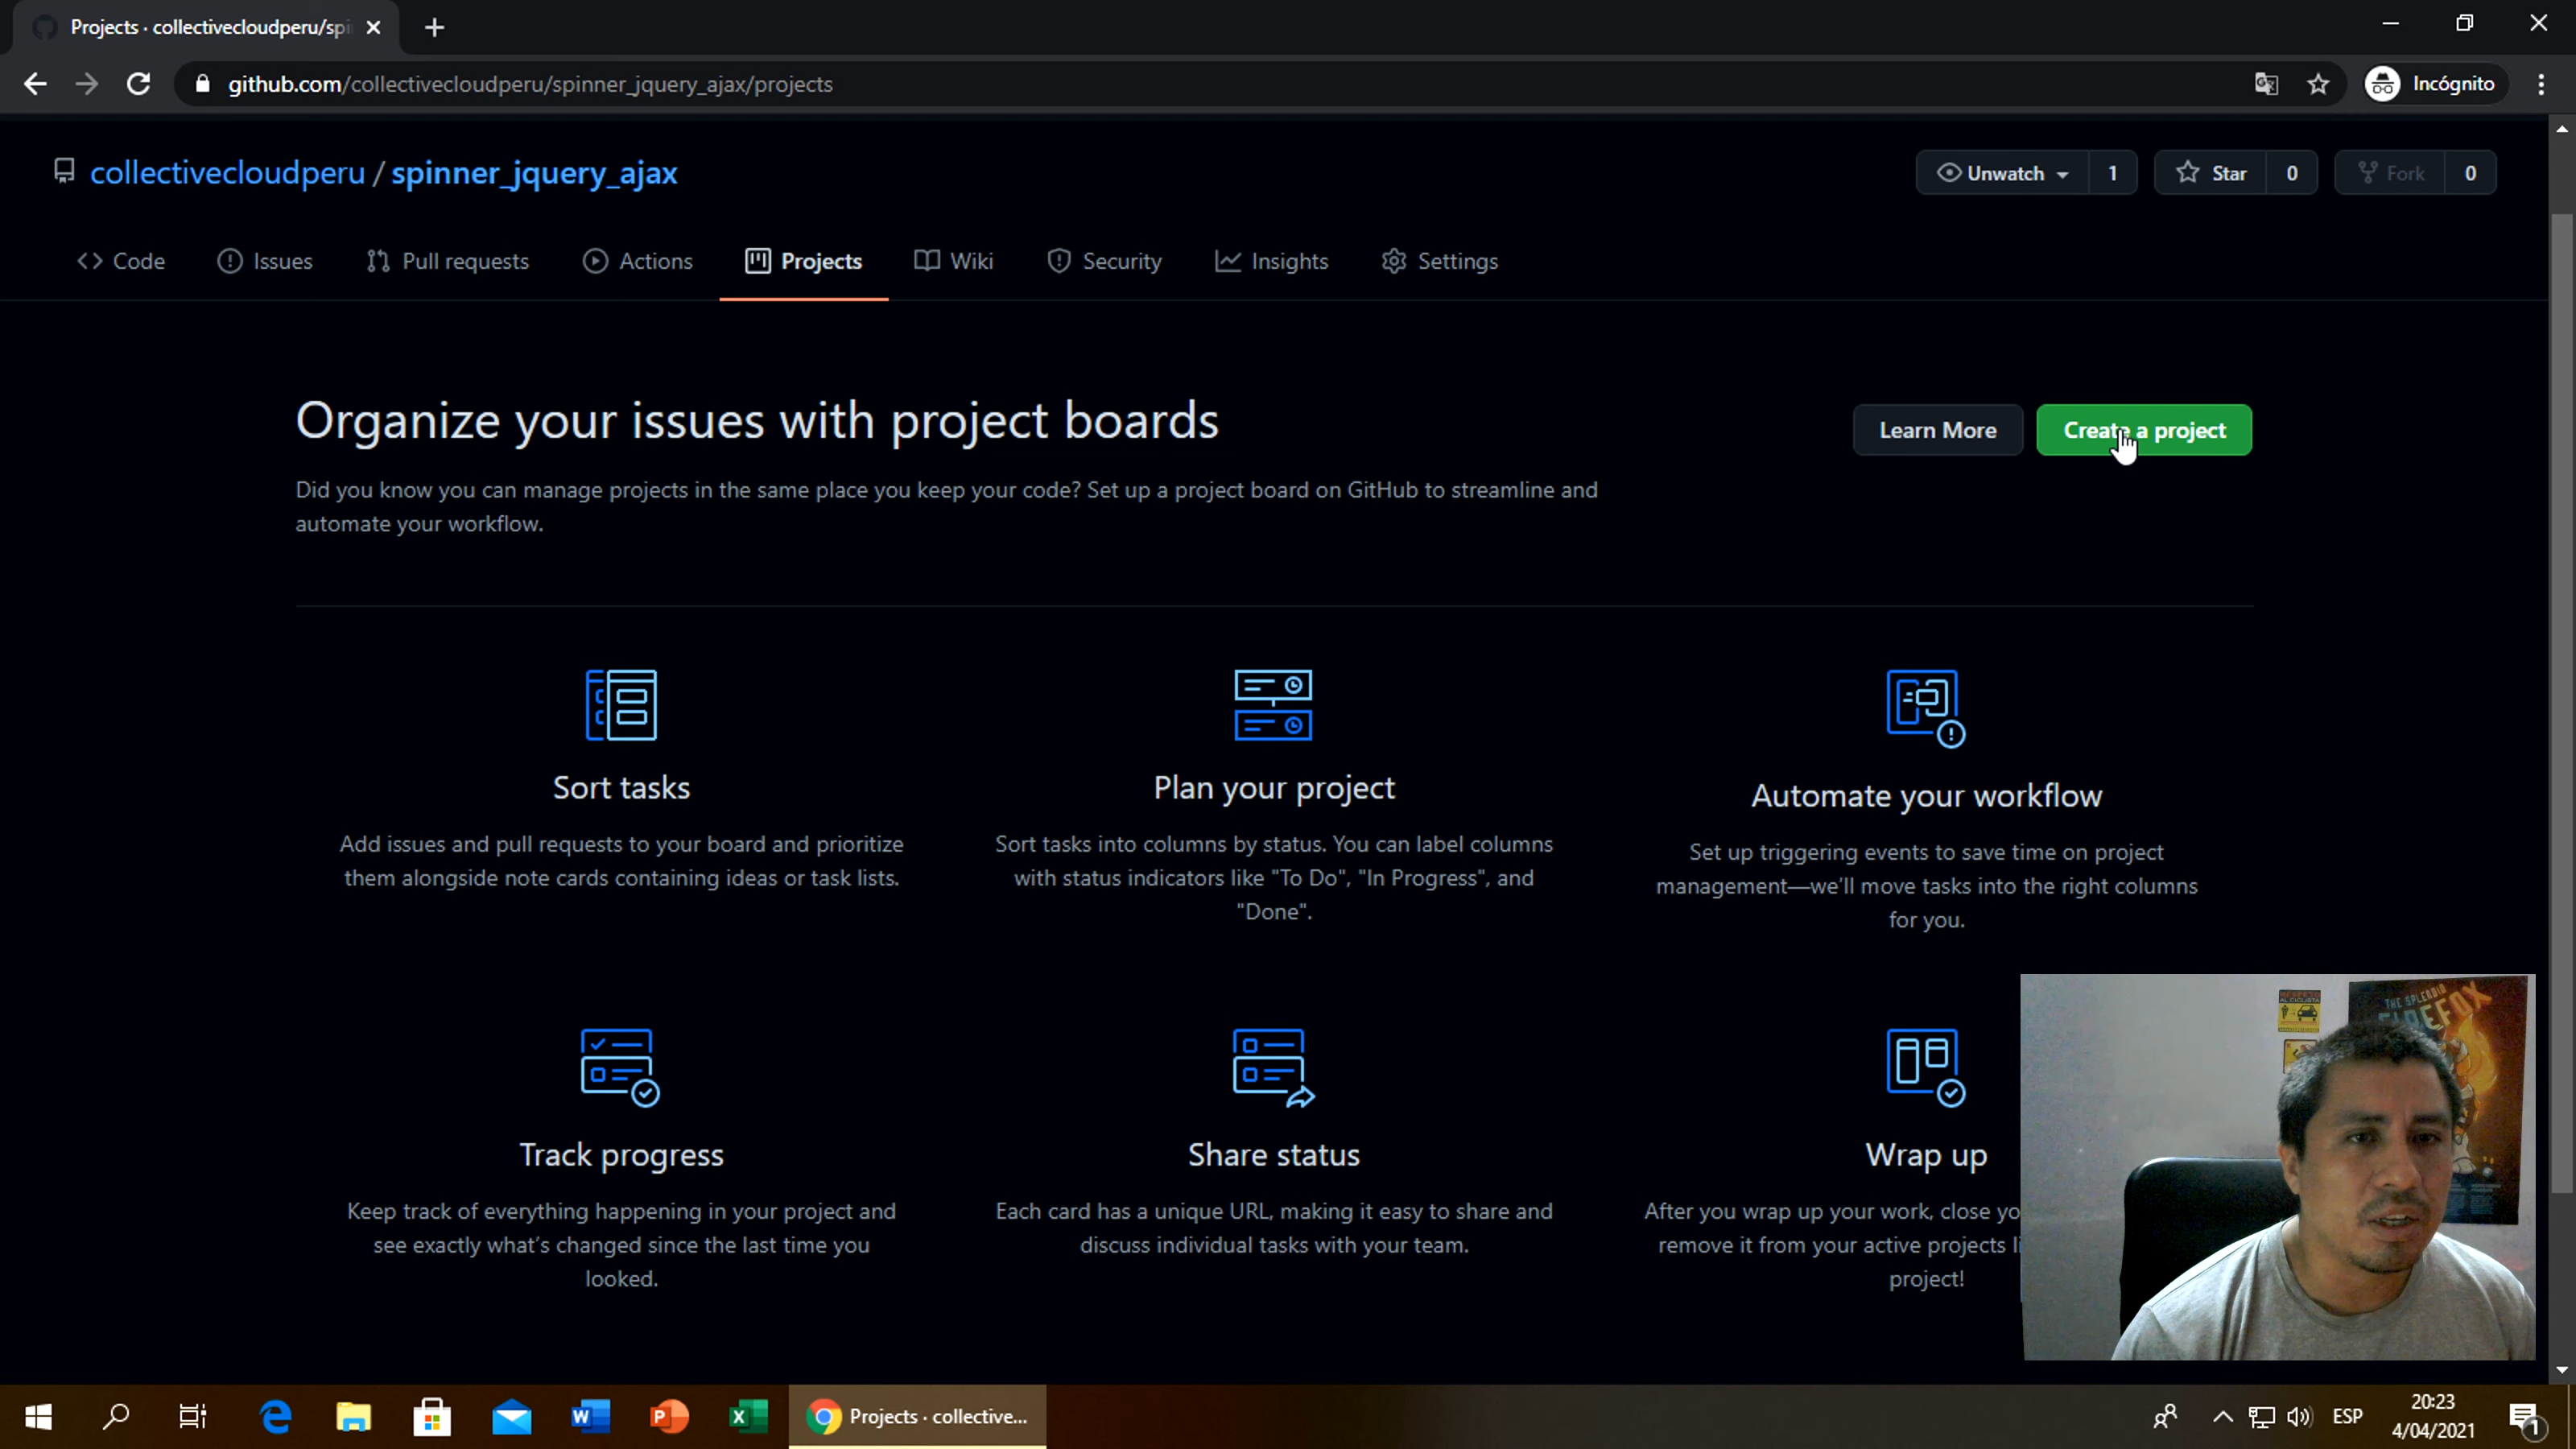 Projects · collectivecloudperu/spi
github.com/collectivecloudperu/spinner_jquery_ajax/projects
Incógnito
collectivecloudperu / spinner_jquery_ajax
Unwatch 1
Star 0
Fork 0
Code
Issues
Pull requests
Actions
Projects
Wiki
Security
Insights
Settings
Organize your issues with project boards
Learn More
Create a project
Did you know you can manage projects in the same place you keep your code? Set up a project board on GitHub to streamline and
automate your workflow.
Sort tasks
Add issues and pull requests to your board and prioritize
them alongside note cards containing ideas or task lists.
Plan your project
Sort tasks into columns by status. You can label columns
with status indicators like "To Do", "In Progress", and
"Done".
Automate your workflow
Set up triggering events to save time on project
management—we'll move tasks into the right columns
for you.
Track progress
Keep track of everything happening in your project and
see exactly what's changed since the last time you
looked.
Share status
Each card has a unique URL, making it easy to share and
discuss individual tasks with your team.
Wrap up
After you wrap up your work, close yo
remove it from your active projects li
project!
THE SPLENDID
FIREFOX
RESPETO
AL CICLISTA
Projects · collective...
ESP
20:23
4/04/2021
1